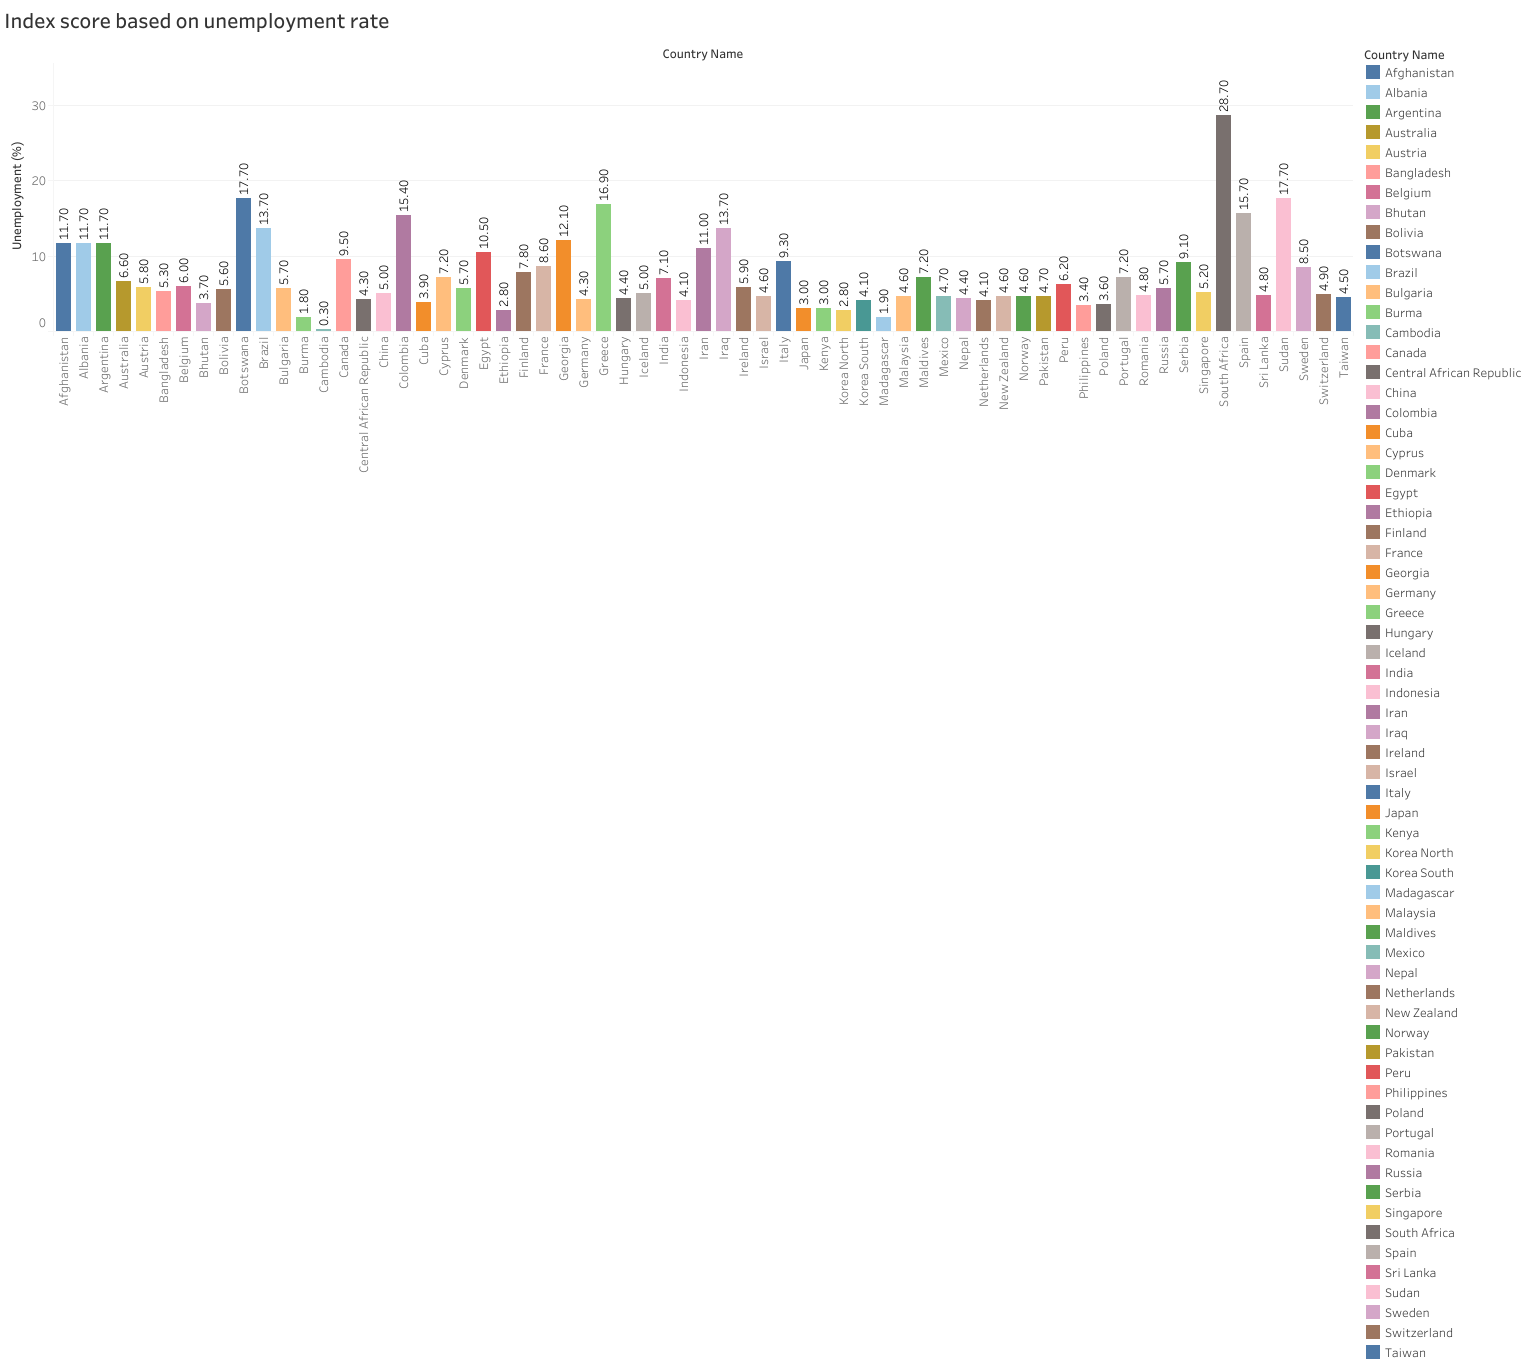 Index score based on unemployment rate
Country Name
Unemployment (%)
30
20
10
0
11.70
11.70
11.70
6.60
5.80
5.30
6.00
3.70
5.60
17.70
13.70
5.70
1.80
0.30
9.50
4.30
5.00
15.40
3.90
7.20
5.70
10.50
2.80
7.80
8.60
12.10
4.30
16.90
4.40
5.00
7.10
4.10
11.00
13.70
5.90
4.60
9.30
3.00
3.00
2.80
4.10
1.90
4.60
7.20
4.70
4.40
4.10
4.60
4.60
4.70
6.20
3.40
3.60
7.20
4.80
5.70
9.10
5.20
28.70
15.70
4.80
17.70
8.50
4.90
4.50
Afghanistan
Albania
Argentina
Australia
Austria
Bangladesh
Belgium
Bhutan
Bolivia
Botswana
Brazil
Bulgaria
Burma
Cambodia
Canada
Central African Republic
China
Colombia
Cuba
Cyprus
Denmark
Egypt
Ethiopia
Finland
France
Georgia
Germany
Greece
Hungary
Iceland
India
Indonesia
Iran
Iraq
Ireland
Israel
Italy
Japan
Kenya
Korea North
Korea South
Madagascar
Malaysia
Maldives
Mexico
Nepal
Netherlands
New Zealand
Norway
Pakistan
Peru
Philippines
Poland
Portugal
Romania
Russia
Serbia
Singapore
South Africa
Spain
Sri Lanka
Sudan
Sweden
Switzerland
Taiwan
Country Name
Afghanistan
Albania
Argentina
Australia
Austria
Bangladesh
Belgium
Bhutan
Bolivia
Botswana
Brazil
Bulgaria
Burma
Cambodia
Canada
Central African Republic
China
Colombia
Cuba
Cyprus
Denmark
Egypt
Ethiopia
Finland
France
Georgia
Germany
Greece
Hungary
Iceland
India
Indonesia
Iran
Iraq
Ireland
Israel
Italy
Japan
Kenya
Korea North
Korea South
Madagascar
Malaysia
Maldives
Mexico
Nepal
Netherlands
New Zealand
Norway
Pakistan
Peru
Philippines
Poland
Portugal
Romania
Russia
Serbia
Singapore
South Africa
Spain
Sri Lanka
Sudan
Sweden
Switzerland
Taiwan